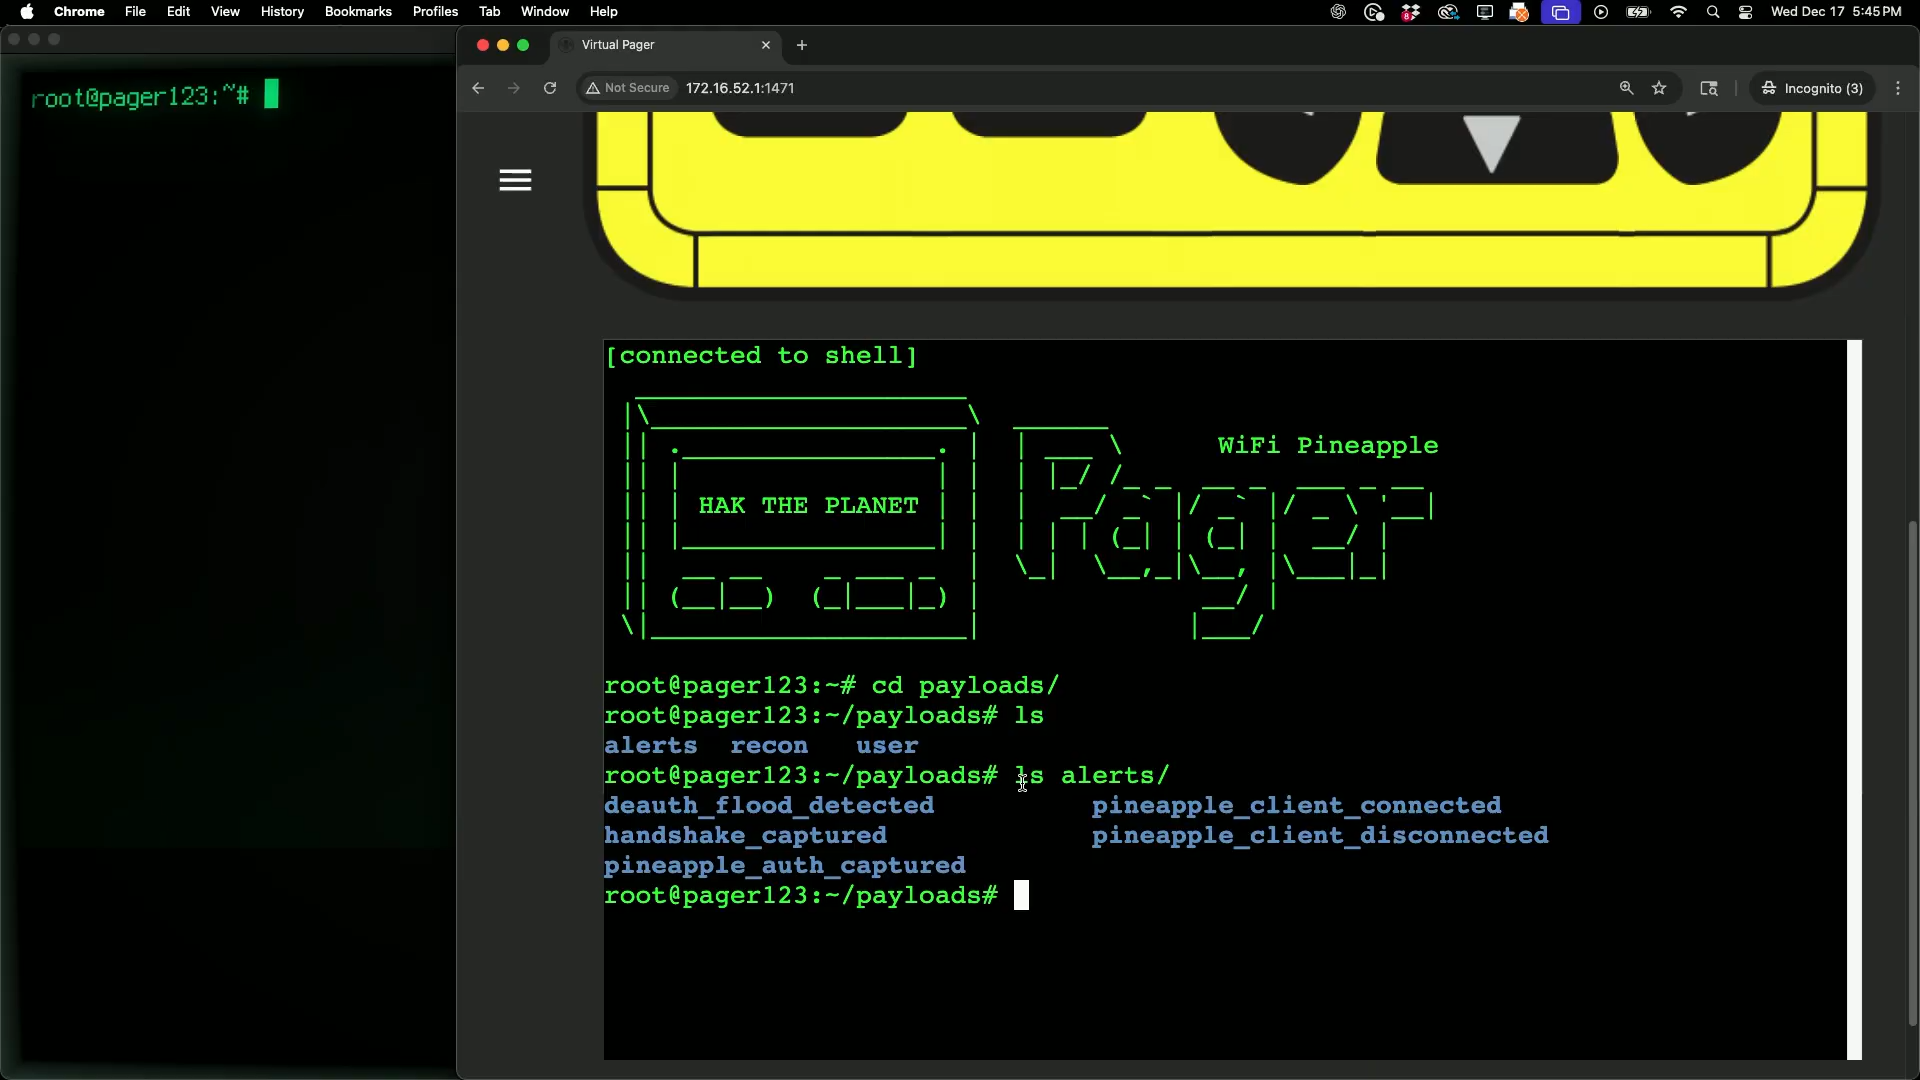 Chrome File Edit View History Bookmarks Profiles Tab Window Help
8
Wed Dec 17 5:45 PM
root@pager123:~#
Virtual Pager
Not Secure 172.16.52.1:1471
Incognito (3)
[connected to shell]
WiFi Pineapple
HAK THE PLANET
Pager
root@pager123:~# cd payloads/
root@pager123:~/payloads# ls
alerts recon user
root@pager123:~/payloads# ls alerts/
deauth_flood_detected pineapple_client_connected
handshake_captured pineapple_client_disconnected
pineapple_auth_captured
root@pager123:~/payloads#